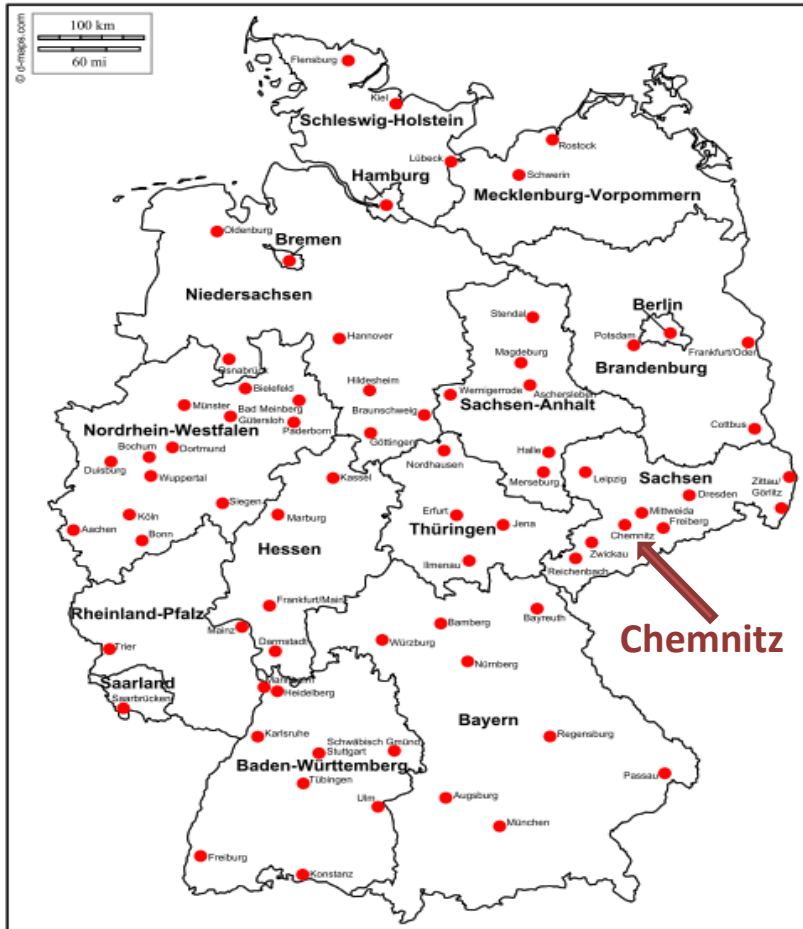 100 km
60 mi
© d-maps.com
Flensburg
Kiel
Schleswig-Holstein
Rostock
Lübeck
Schwerin
Hamburg
Mecklenburg-Vorpommern
Oldenburg
Bremen
Niedersachsen
Berlin
Stendal
Hannover
Potsdam
Frankfurt/Oder
Magdeburg
Brandenburg
Osnabrück
Bielefeld
Hildesheim
Wernigerrode
Aschersleben
Sachsen-Anhalt
Münster
Bad Meinberg
Gütersloh
Braunschweig
Paderborn
Nordrhein-Westfalen
Göttingen
Cottbus
Bochum
Dortmund
Halle
Nordhausen
Duisburg
Wuppertal
Kassel
Merseburg
Leipzig
Sachsen
Zittau/
Görlitz
Dresden
Siegen
Köln
Marburg
Erfurt
Jena
Mittweida
Freiberg
Chemnitz
Thüringen
Aachen
Bonn
Hessen
Zwickau
Ilmenau
Reichenbach
Rheinland-Pfalz
Frankfurt/Main
Mainz
Bamberg
Bayreuth
Chemnitz
Würzburg
Darmstadt
Trier
Nürnberg
Saarland
Saarbrücken
Mannheim
Heidelberg
Bayern
Karlsruhe
Schwäbisch Gmünd
Stuttgart
Regensburg
Baden-Württemberg
Tübingen
Passau
Ulm
Augsburg
München
Freiburg
Konstanz